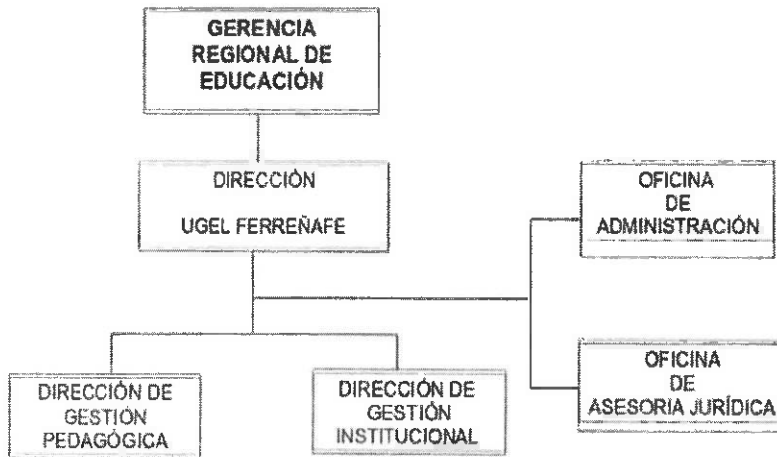 GERENCIA
REGIONAL DE
EDUCACIÓN
DIRECCIÓN
UGEL FERREÑAFE
OFICINA
DE
ADMINISTRACIÓN
OFICINA
DE
ASESORIA JURÍDICA
DIRECCIÓN DE
GESTIÓN
PEDAGÓGICA
DIRECCIÓN DE
GESTIÓN
INSTITUCIONAL